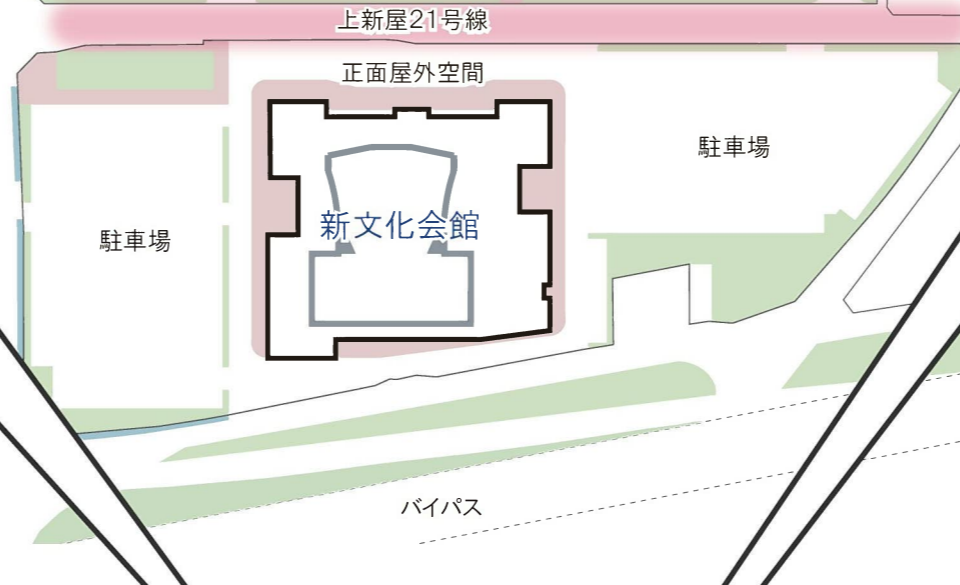 上新屋21号線
正面屋外空間
駐車場
新文化会館
駐車場
バイパス